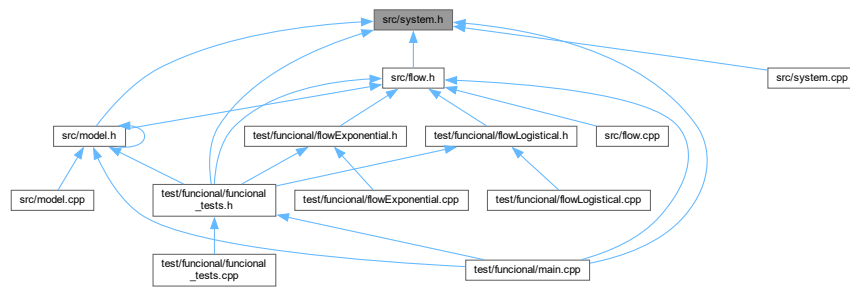 src/system.h
src/flow.h
src/system.cpp
src/model.h
test/funcional/flowExponential.h
test/funcional/flowLogistical.h
src/flow.cpp
src/model.cpp
test/funcional/funcional
_tests.h
test/funcional/flowExponential.cpp
test/funcional/flowLogistical.cpp
test/funcional/funcional
_tests.cpp
test/funcional/main.cpp